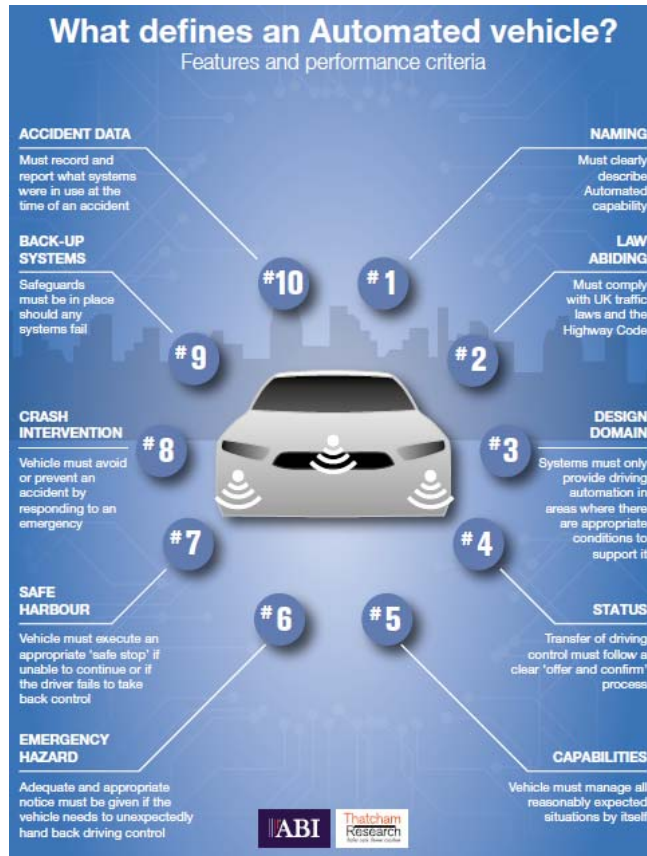 What defines an Automated vehicle?
Features and performance criteria
#1
NAMING
Must clearly
describe
Automated
capability
#2
LAW
ABIDING
Must comply
with UK traffic
laws and the
Highway Code
#3
DESIGN
DOMAIN
Systems must only
provide driving
automation in
areas where there
are appropriate
conditions to
support it
#4
STATUS
Transfer of driving
control must follow a
clear 'offer and confirm'
process
#5
CAPABILITIES
Vehicle must manage all
reasonably expected
situations by itself
#6
EMERGENCY
HAZARD
Adequate and appropriate
notice must be given if the
vehicle needs to unexpectedly
hand back driving control
#7
SAFE
HARBOUR
Vehicle must execute an
appropriate 'safe stop' if
unable to continue or if
the driver fails to take
back control
#8
CRASH
INTERVENTION
Vehicle must avoid
or prevent an
accident by
responding to an
emergency
#9
BACK-UP
SYSTEMS
Safeguards
must be in place
should any
systems fail
#10
ACCIDENT DATA
Must record and
report what systems
were in use at the
time of an accident
ABI
Thatcham
Research